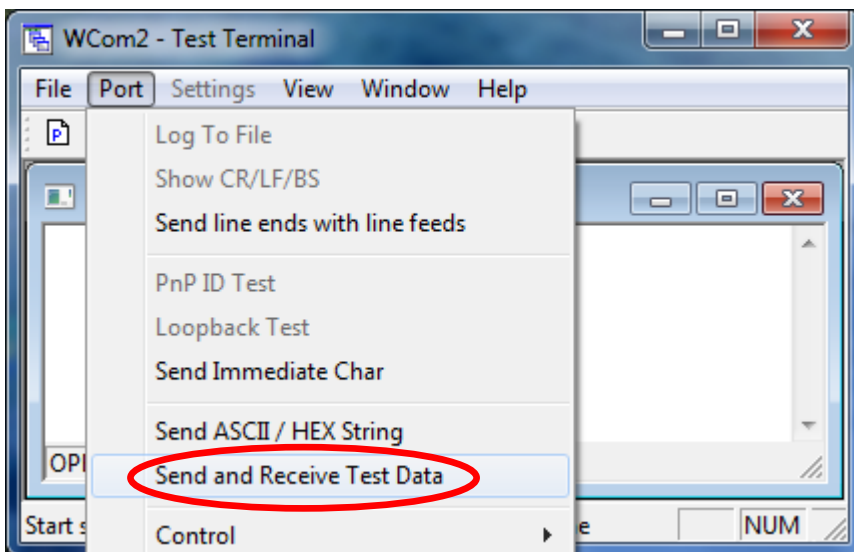 WCom2 - Test Terminal
File Port Settings View Window Help
Log To File
Show CR/LF/BS
Send line ends with line feeds
PnP ID Test
Loopback Test
Send Immediate Char
Send ASCII / HEX String
Send and Receive Test Data
Control
Start NUM